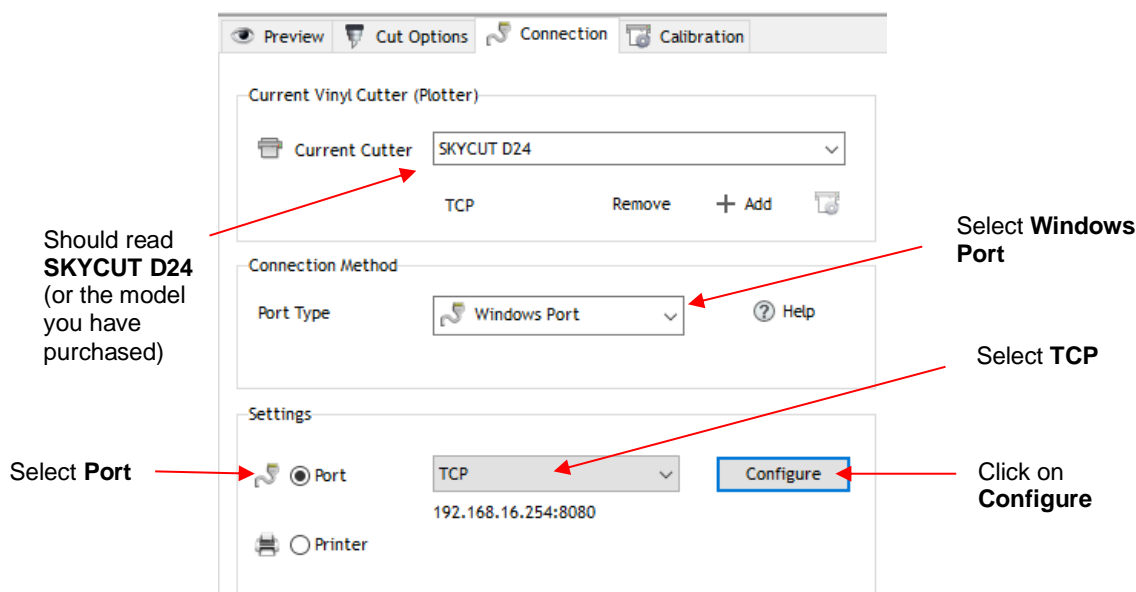 Preview Cut Options Connection Calibration
Current Vinyl Cutter (Plotter)
Current Cutter SKYCUT D24
TCP Remove + Add
Should read
SKYCUT D24
(or the model
you have
purchased)
Select Windows
Port
Connection Method
Port Type Windows Port ? Help
Select TCP
Settings
Select Port
Port TCP Configure
192.168.16.254:8080
Click on
Configure
Printer